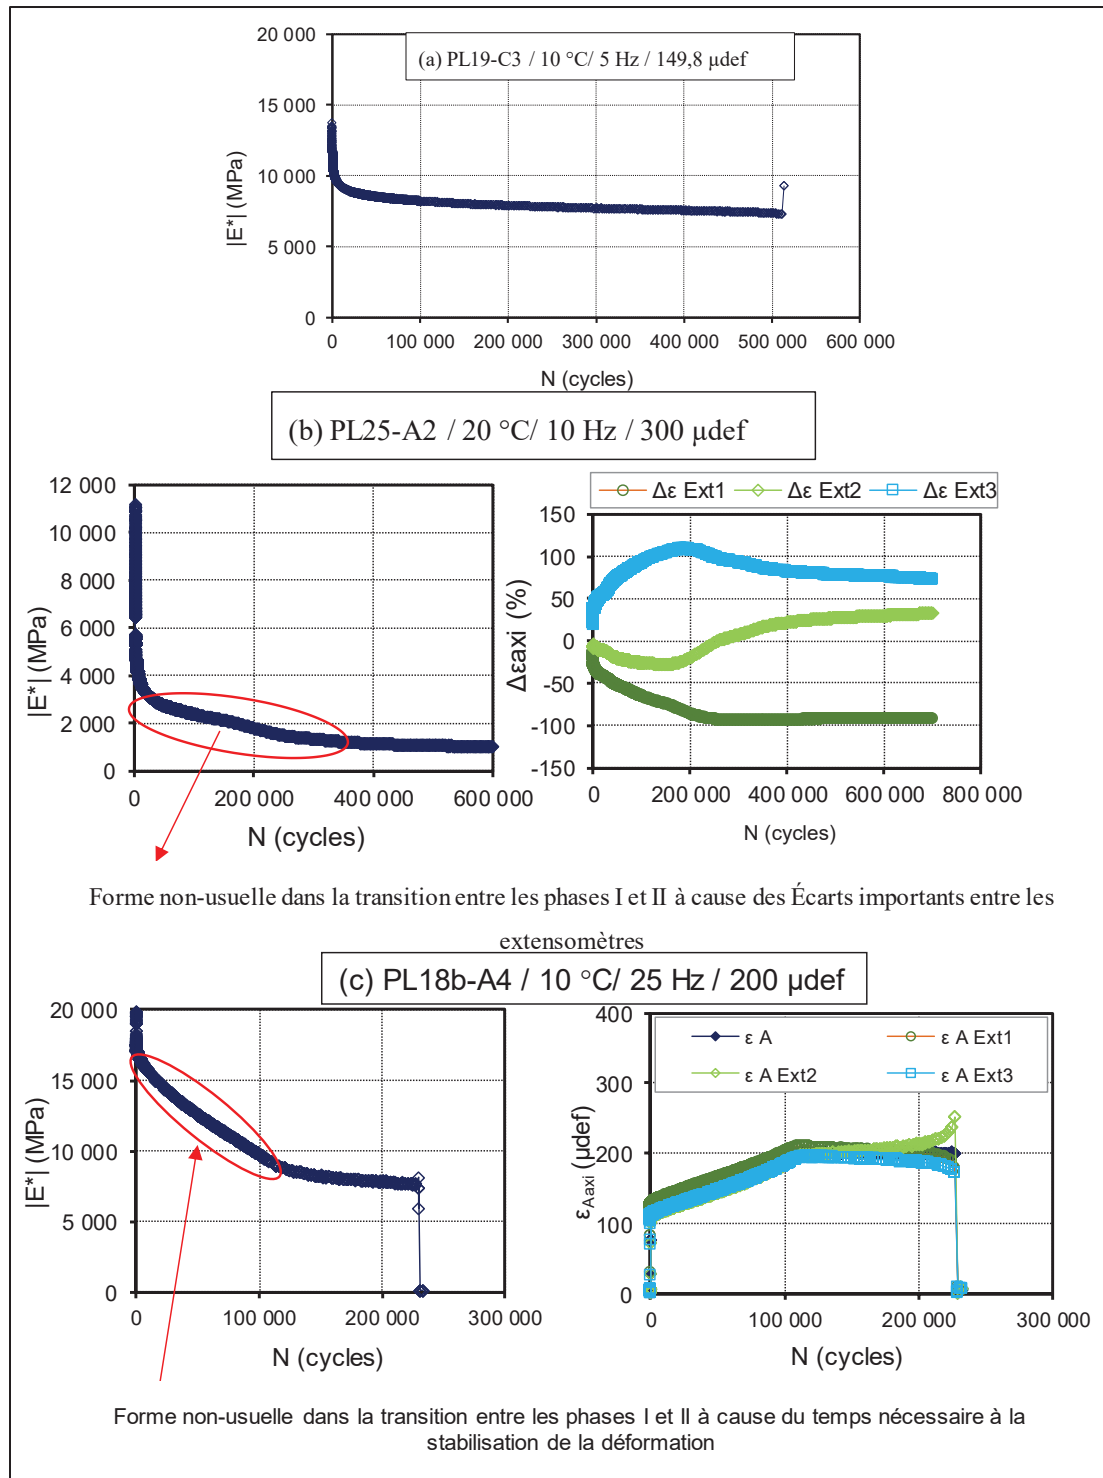 (a) PL19-C3 / 10 °C/ 5 Hz / 149,8 µdef
20 000
15 000
10 000
5 000
0
|E*| (MPa)
0 100 000 200 000 300 000 400 000 500 000 600 000
N (cycles)
(b) PL25-A2 / 20 °C/ 10 Hz / 300 µdef
12 000
10 000
8 000
6 000
4 000
2 000
0
|E*| (MPa)
0 200 000 400 000 600 000
N (cycles)
Δε Ext1 Δε Ext2 Δε Ext3
150
100
50
0
-50
-100
-150
Δεaxi (%)
0 200 000 400 000 600 000 800 000
N (cycles)
Forme non-usuelle dans la transition entre les phases I et II à cause des Écarts importants entre les
extensomètres
(c) PL18b-A4 / 10 °C/ 25 Hz / 200 µdef
20 000
15 000
10 000
5 000
0
|E*| (MPa)
0 100 000 200 000 300 000
N (cycles)
ε A ε A Ext1
ε A Ext2 ε A Ext3
400
300
200
100
0
εAaxi (µdef)
0 100 000 200 000 300 000
N (cycles)
Forme non-usuelle dans la transition entre les phases I et II à cause du temps nécessaire à la
stabilisation de la déformation